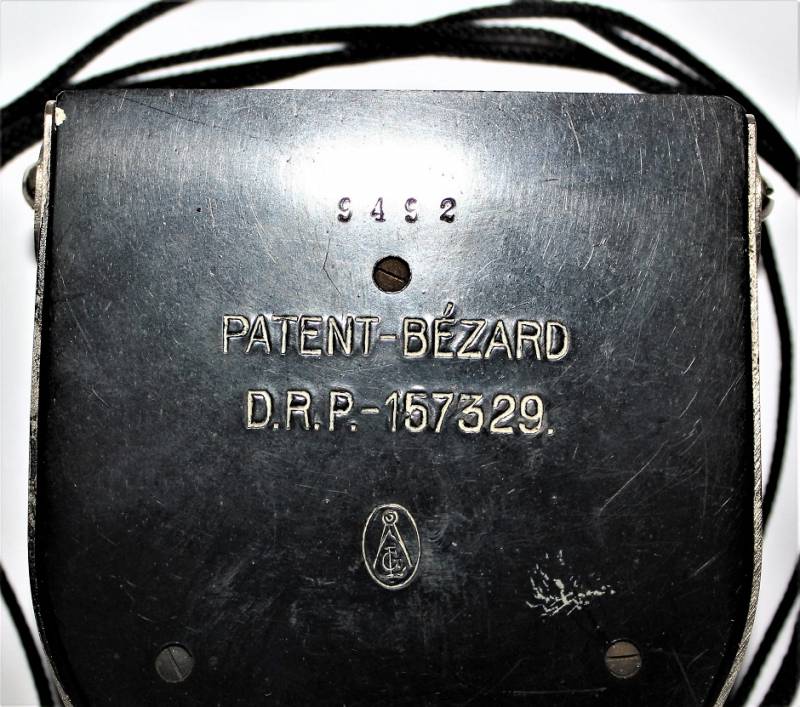 9492
PATENT-BÉZARD
D.R.P.-157329.